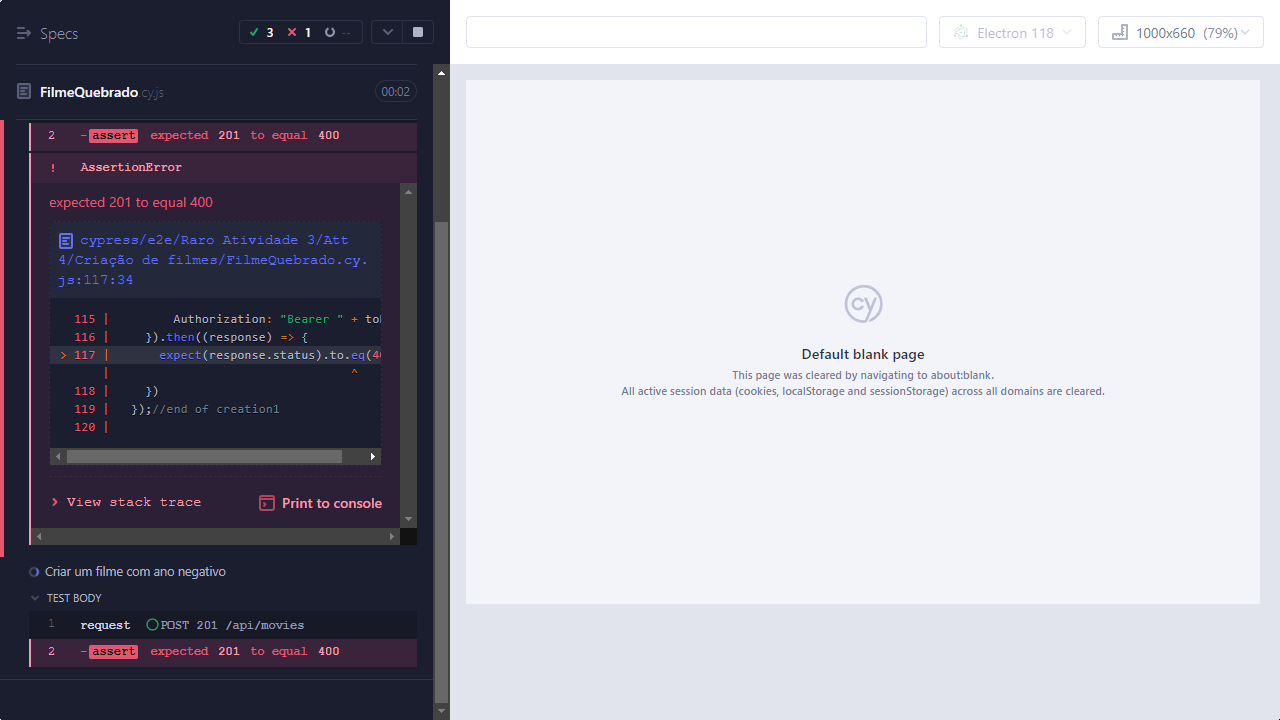 Specs
3 1 --
Electron 118
1000x660 (79%)
FilmeQuebrado.cy.js
00:02
2 -assert expected 201 to equal 400
! AssertionError
expected 201 to equal 400
cypress/e2e/Raro Atividade 3/Att
4/Criação de filmes/FilmeQuebrado.cy.
js:117:34
115 | Authorization: "Bearer " + to
116 | }).then((response) => {
> 117 | expect(response.status).to.eq(4
| ^
118 | })
119 | });//end of creation1
120 |
> View stack trace
Print to console
Criar um filme com ano negativo
TEST BODY
1 request POST 201 /api/movies
2 -assert expected 201 to equal 400
cy
Default blank page
This page was cleared by navigating to about:blank.
All active session data (cookies, localStorage and sessionStorage) across all domains are cleared.